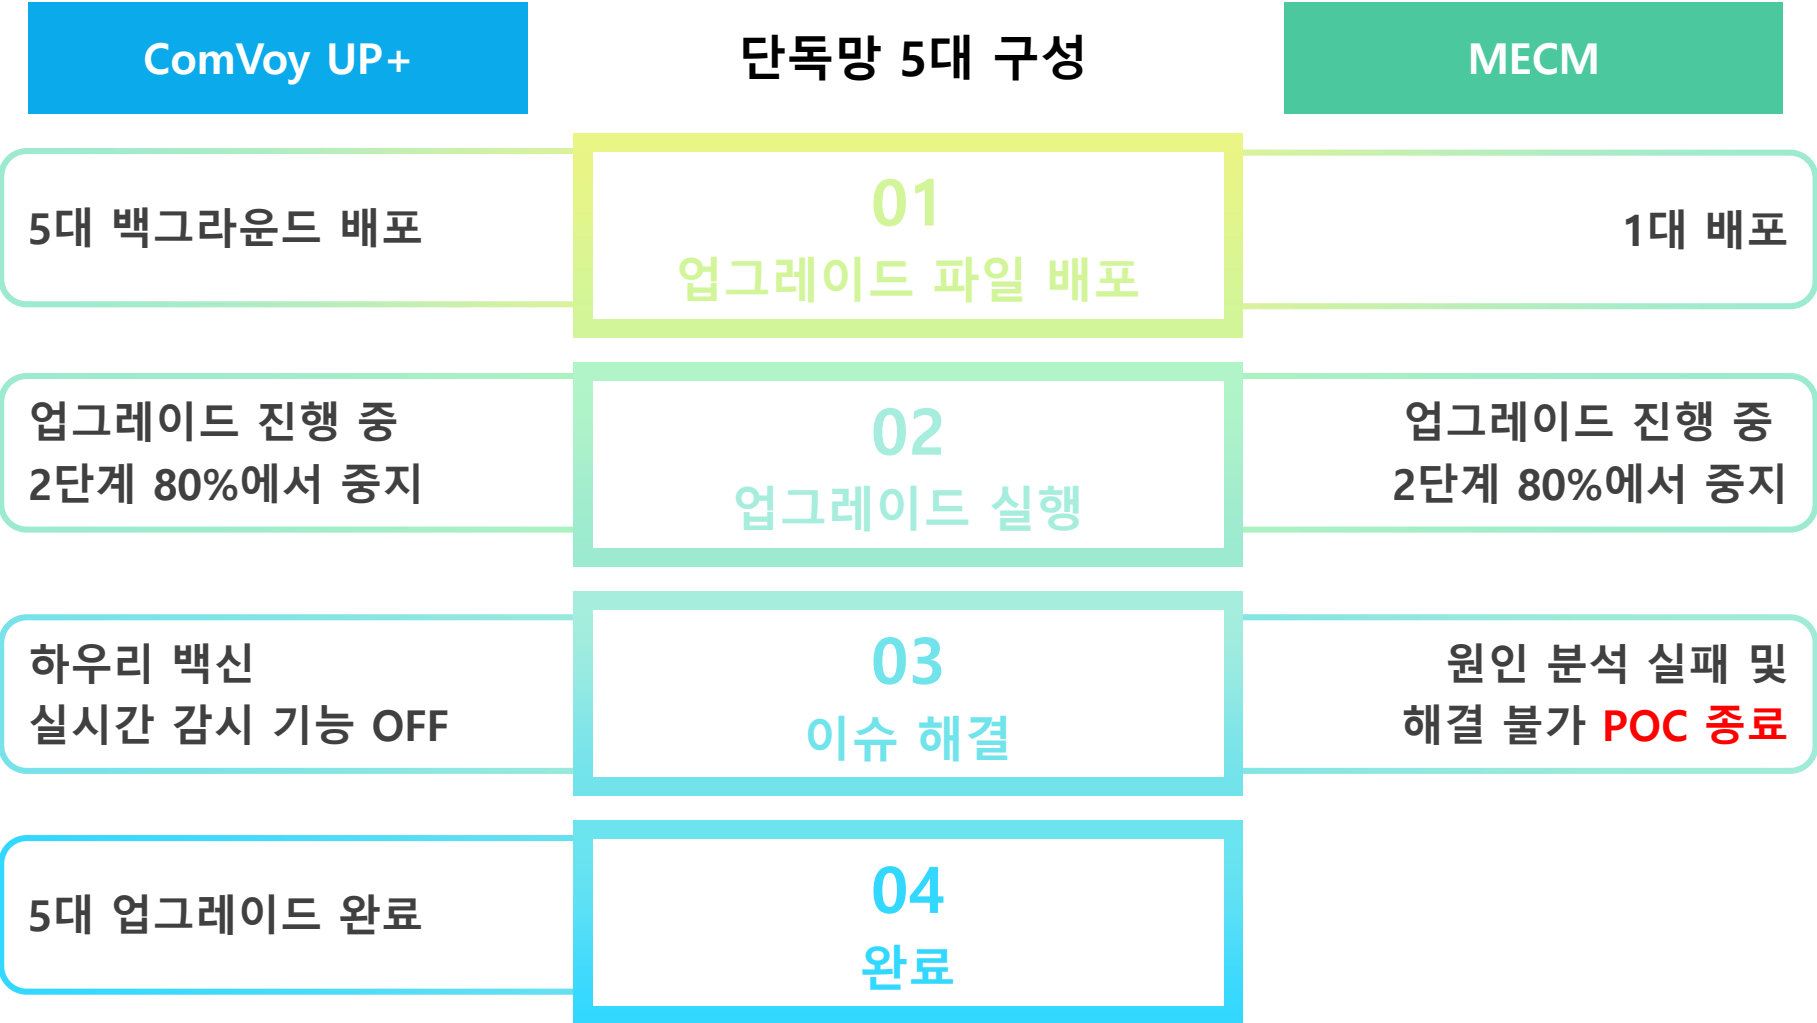 ComVoy UP+
단독망 5대 구성
MECM
5대 백그라운드 배포
01
업그레이드 파일 배포
1대 배포
업그레이드 진행 중
2단계 80%에서 중지
02
업그레이드 실행
업그레이드 진행 중
2단계 80%에서 중지
하우리 백신
실시간 감시 기능 OFF
03
이슈 해결
원인 분석 실패 및
해결 불가 POC 종료
5대 업그레이드 완료
04
완료